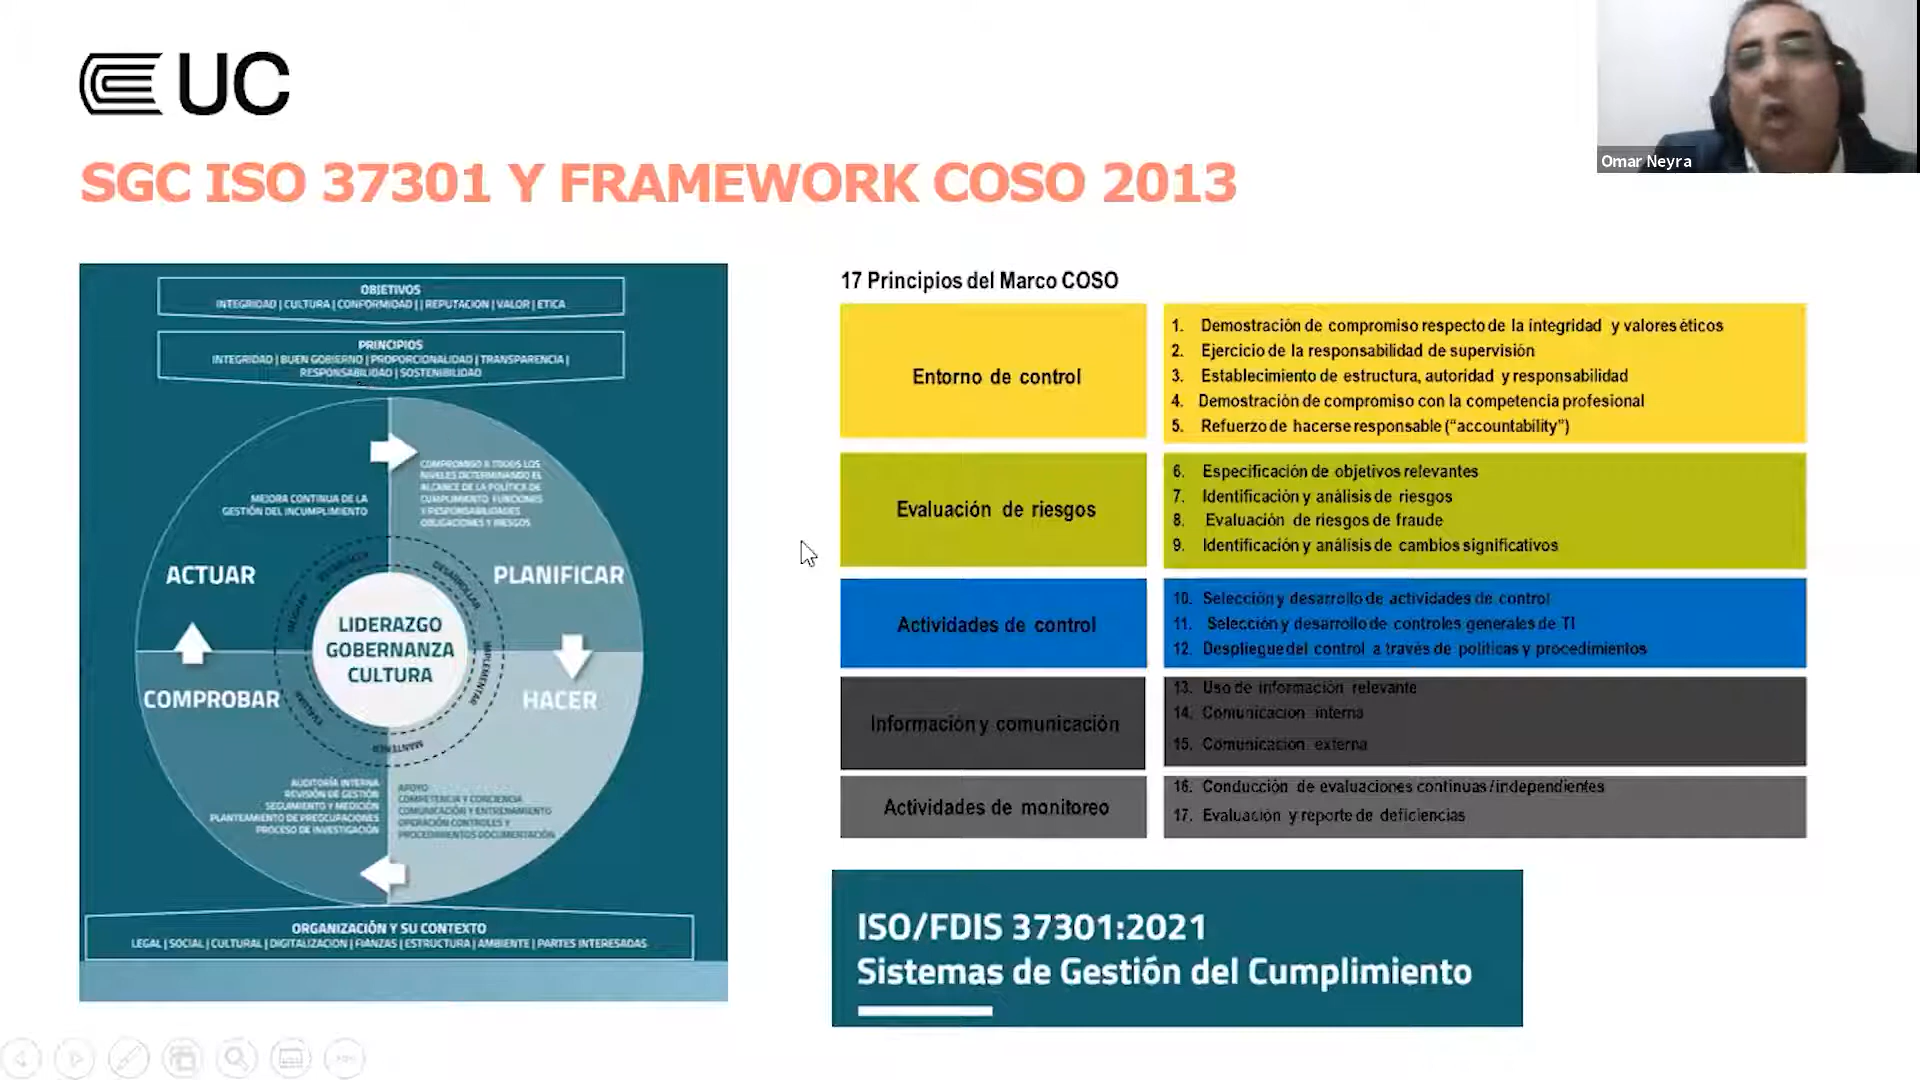 UC
Omar Neyra
SGC ISO 37301 Y FRAMEWORK COSO 2013
OBJETIVOS
INTEGRIDAD | CULTURA | CONFORMIDAD | | REPUTACION | VALOR | ETICA
PRINCIPIOS
INTEGRIDAD | BUEN GOBIERNO | PROPORCIONALIDAD | TRANSPARENCIA |
RESPONSABILIDAD | SOSTENIBILIDAD
COMPROMISO A TODOS LOS
NIVELES DETERMINANDO EL
ALCANCE DE LA POLÍTICA DE
CUMPLIMIENTO FUNCIONES
Y RESPONSABILIDADES
OBLIGACIONES Y RIESGOS
MEJORA CONTINUA DE LA
GESTIÓN DEL INCUMPLIMIENTO
ACTUAR
PLANIFICAR
DESARROLLAR
IMPLEMENTAR
MANTENER
EVALUAR
LIDERAZGO
GOBERNANZA
CULTURA
COMPROBAR
HACER
AUDITORÍA INTERNA
REVISIÓN DE GESTIÓN
SEGUIMIENTO Y MEDICIÓN
PLANTEAMIENTO DE PREOCUPACIONES
PROCESO DE INVESTIGACIÓN
APOYO
COMPETENCIA Y CONCIENCIA
COMUNICACIÓN Y ENTRENAMIENTO
OPERACIÓN CONTROLES Y
PROCEDIMIENTOS DOCUMENTACIÓN
ORGANIZACIÓN Y SU CONTEXTO
LEGAL | SOCIAL | CULTURAL | DIGITALIZACION | FIANZAS | ESTRUCTURA | AMBIENTE | PARTES INTERESADAS
17 Principios del Marco COSO
Entorno de control
1. Demostración de compromiso respecto de la integridad y valores éticos
2. Ejercicio de la responsabilidad de supervisión
3. Establecimiento de estructura, autoridad y responsabilidad
4. Demostración de compromiso con la competencia profesional
5. Refuerzo de hacerse responsable (“accountability”)
Evaluación de riesgos
6. Especificación de objetivos relevantes
7. Identificación y análisis de riesgos
8. Evaluación de riesgos de fraude
9. Identificación y análisis de cambios significativos
Actividades de control
10. Selección y desarrollo de actividades de control
11. Selección y desarrollo de controles generales de TI
12. Despliegue del control a través de políticas y procedimientos
Información y comunicación
13. Uso de información relevante
14. Comunicación interna
15. Comunicación externa
Actividades de monitoreo
16. Conducción de evaluaciones continuas / independientes
17. Evaluación y reporte de deficiencias
ISO/FDIS 37301:2021
Sistemas de Gestión del Cumplimiento